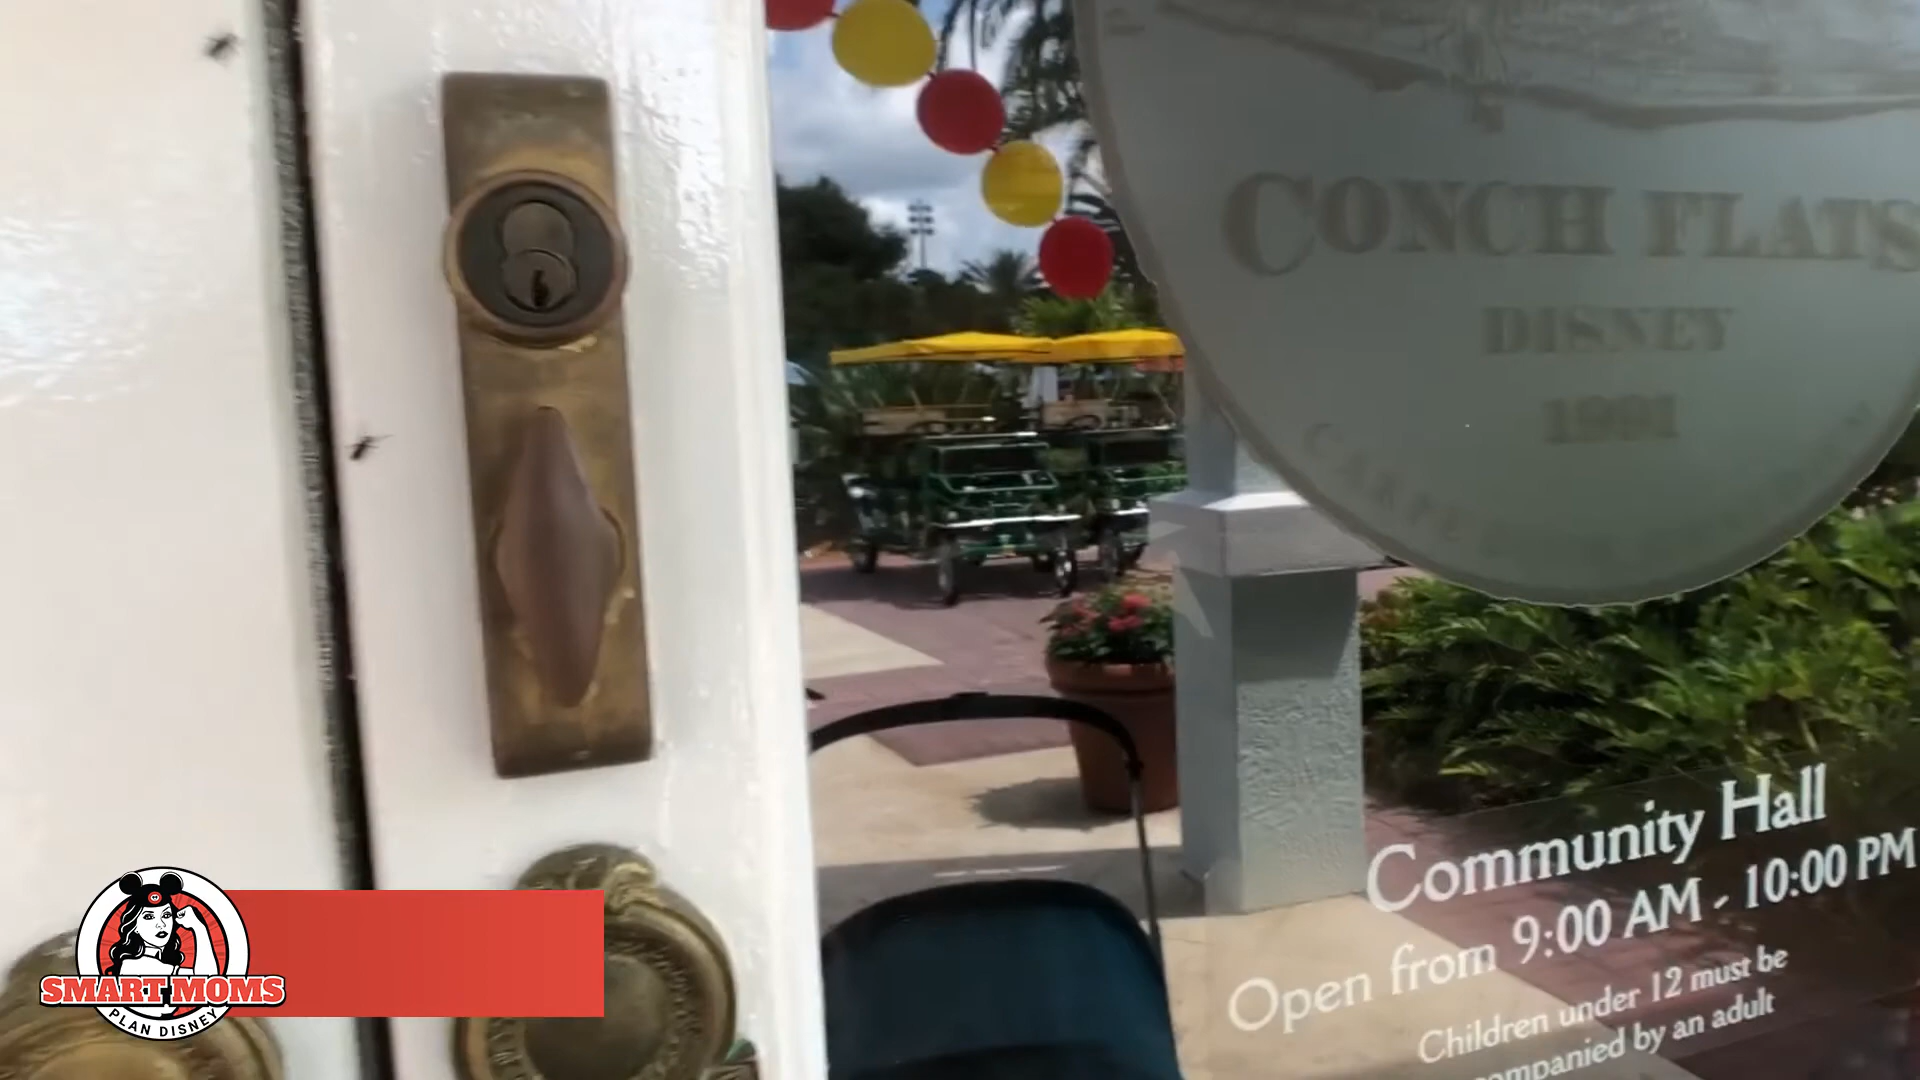 CONCH FLATS
DISNEY
1991
Community Hall
Open from 9:00 AM - 10:00 PM
Children under 12 must be
accompanied by an adult
SMART MOMS
PLAN DISNEY